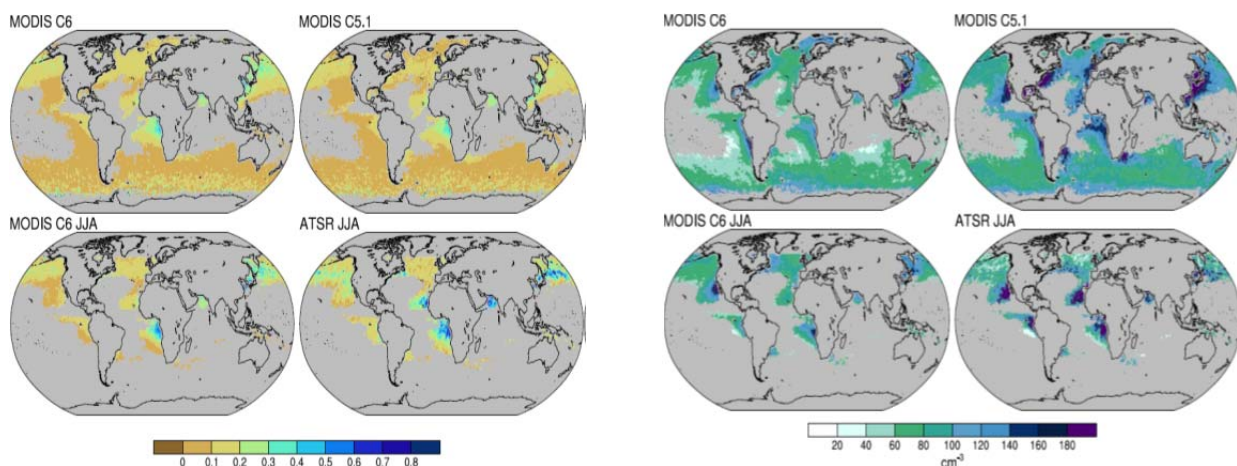 MODIS C6 MODIS C5.1
MODIS C6 JJA ATSR JJA
0 0.1 0.2 0.3 0.4 0.5 0.6 0.7 0.8
MODIS C6 MODIS C5.1
MODIS C6 JJA ATSR JJA
20 40 60 80 100 120 140 160 180
cm⁻³